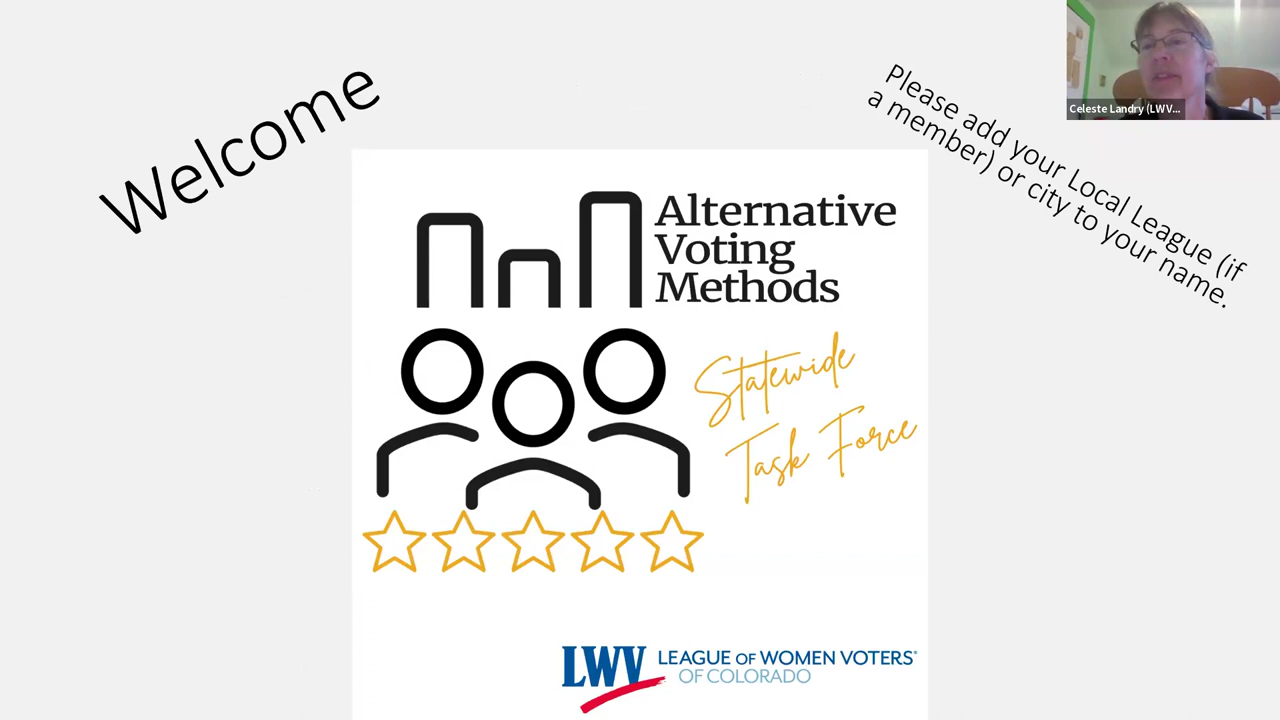 Welcome
Please add your Local League (if
a member) or city to your name.
Celeste Landry (LWV...
Alternative
Voting
Methods
Statewide
Task Force
LWV LEAGUE OF WOMEN VOTERS®
OF COLORADO